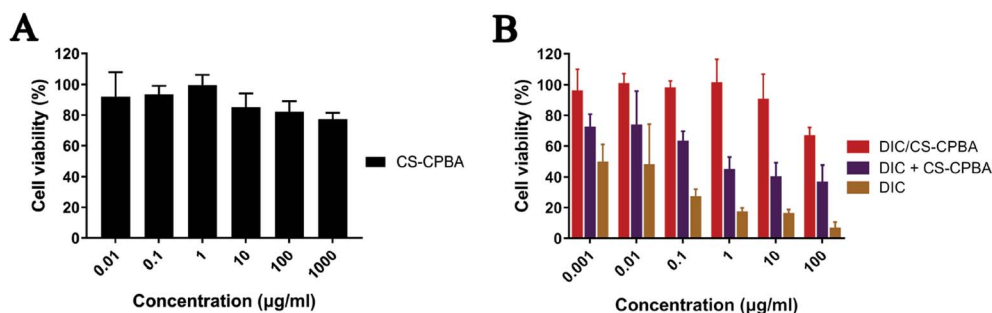 A
Cell viability (%)
120
100
80
60
40
20
0
0.01
0.1
1
10
100
1000
Concentration (µg/ml)
CS-CPBA
B
Cell viability (%)
120
100
80
60
40
20
0
0.001
0.01
0.1
1
10
100
Concentration (µg/ml)
DIC/CS-CPBA
DIC + CS-CPBA
DIC